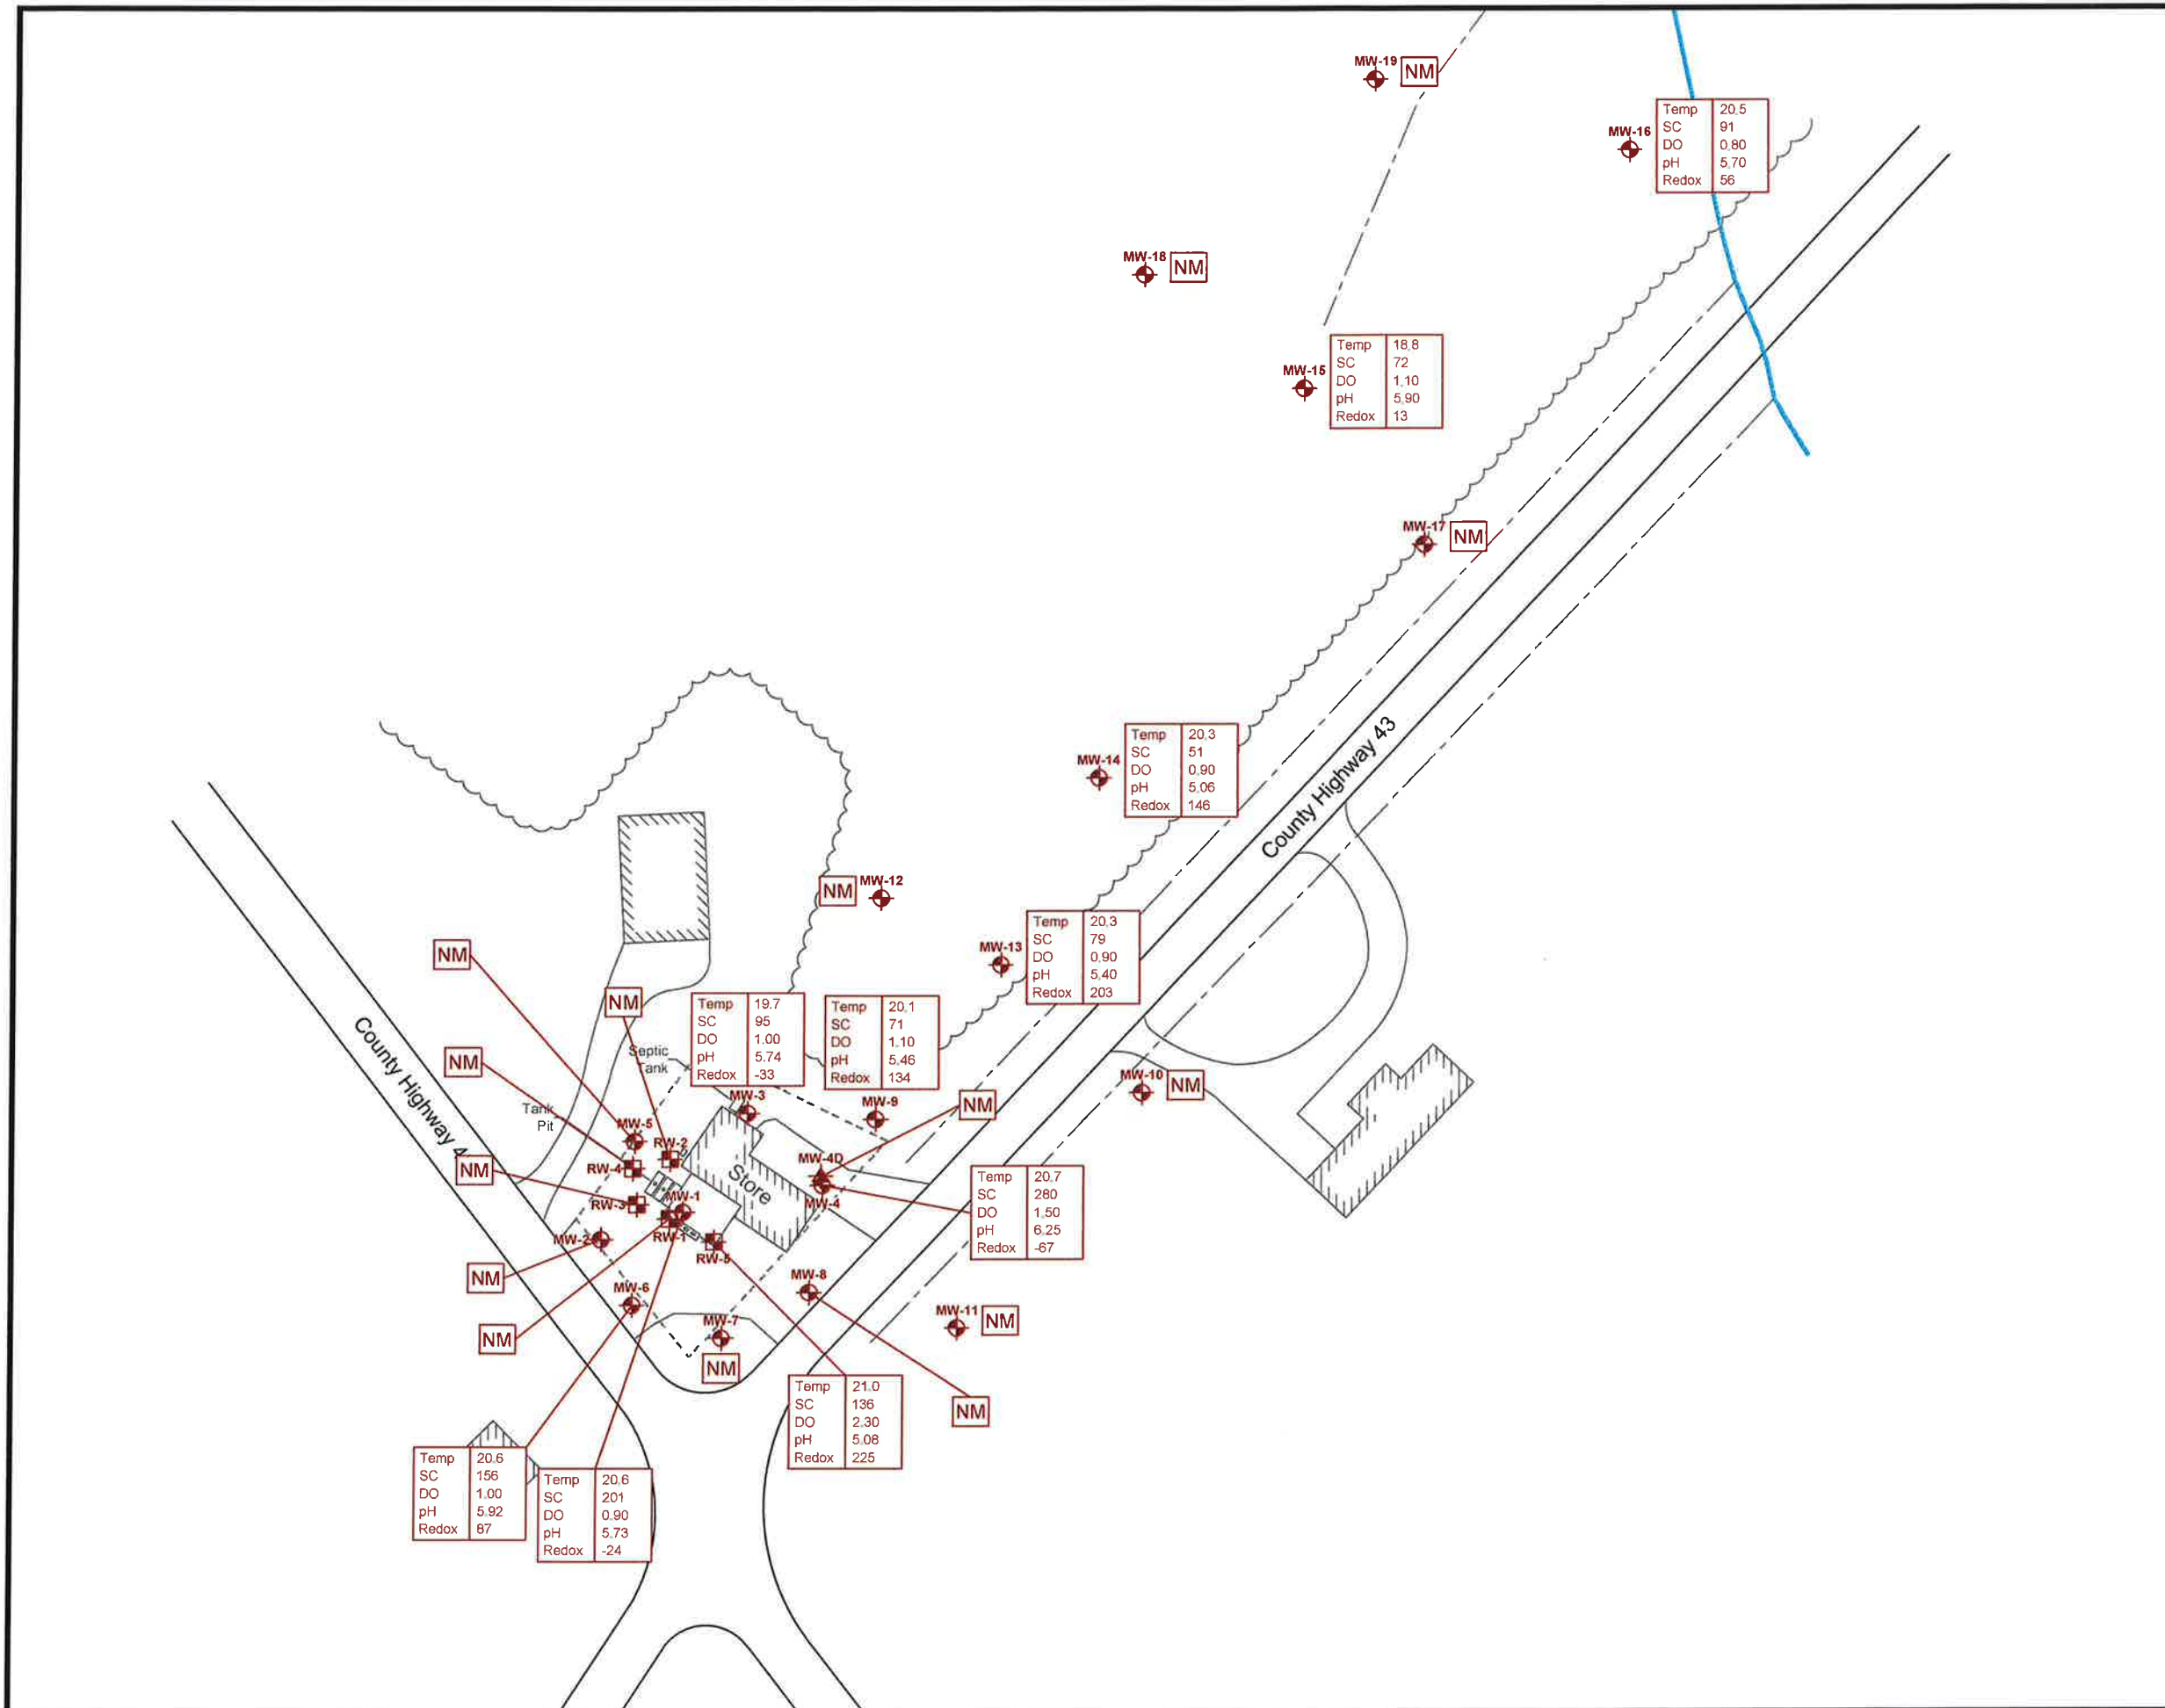 MW-19 NM
MW-16
Temp 20.5
SC 91
DO 0.80
pH 5.70
Redox 56
MW-18 NM
MW-15
Temp 18.8
SC 72
DO 1.10
pH 5.90
Redox 13
MW-17 NM
MW-14
Temp 20.3
SC 51
DO 0.90
pH 5.06
Redox 146
County Highway 43
NM MW-12
MW-13
Temp 20.3
SC 79
DO 0.90
pH 5.40
Redox 203
NM
NM
Temp 19.7
SC 95
DO 1.00
pH 5.74
Redox -33
Temp 20.1
SC 71
DO 1.10
pH 5.46
Redox 134
County Highway 4
NM
Septic
Tank
MW-3
MW-9
NM
MW-10 NM
Tank
Pit
MW-5
RW-2
RW-4
NM
MW-4D
MW-4
Store
Temp 20.7
SC 280
DO 1.50
pH 6.25
Redox -67
RW-3
MW-1
RW-1
MW-2
RW-5
NM
MW-6
MW-8
MW-7
NM
MW-11 NM
NM
NM
Temp 21.0
SC 136
DO 2.30
pH 5.08
Redox 225
Temp 20.6
SC 156
DO 1.00
pH 5.92
Redox 87
Temp 20.6
SC 201
DO 0.90
pH 5.73
Redox -24